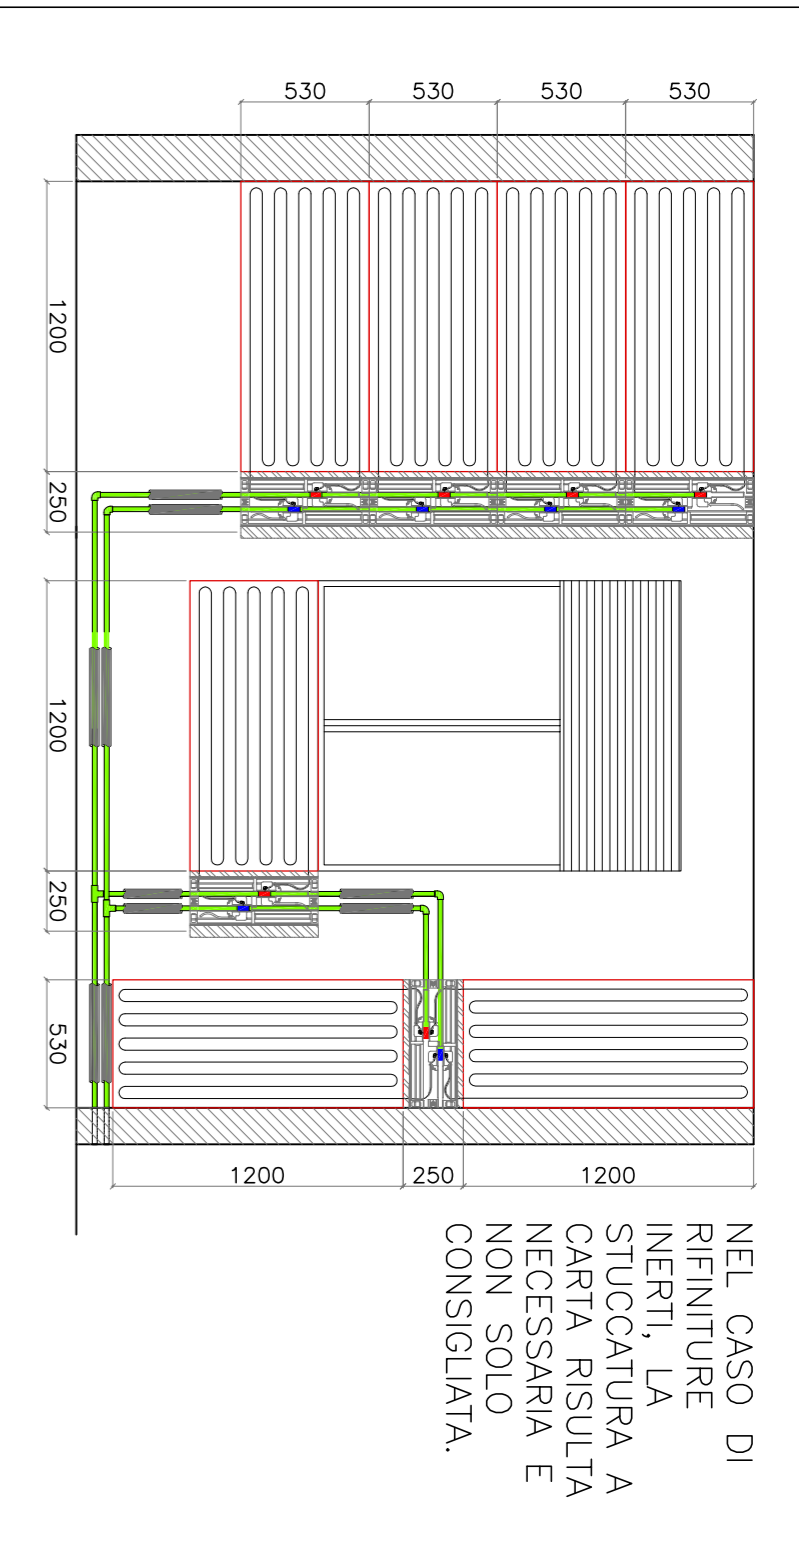 530
530
530
530
1200
250
1200
250
530
1200
250
1200
NEL CASO DI
RIFINITURE
INERTI, LA
STUCCATURA A
CARTA RISULTA
NECESSARIA E
NON SOLO
CONSIGLIATA.